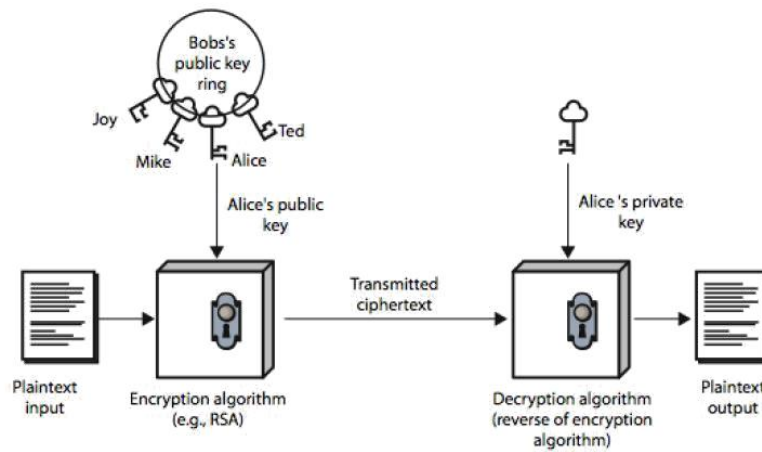 Bobs's
public key
ring
Joy
Ted
Mike
Alice
Alice's public
key
Alice 's private
key
Transmitted
ciphertext
Plaintext
input
Encryption algorithm
(e.g., RSA)
Decryption algorithm
(reverse of encryption
algorithm)
Plaintext
output